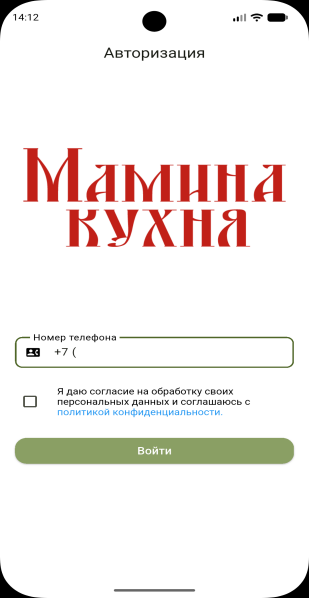 14:12
Авторизация
Мамина
кухня
Номер телефона
+7 (
Я даю согласие на обработку своих
персональных данных и соглашаюсь с
политикой конфиденциальности.
Войти